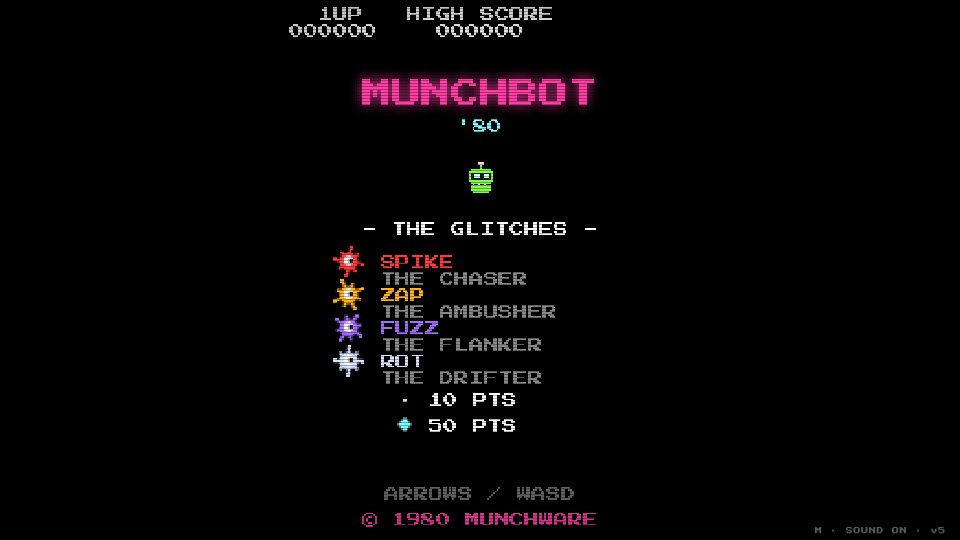 1UP HIGH SCORE
000000 000000
MUNCHBOT
'80
- THE GLITCHES -
SPIKE
THE CHASER
ZAP
THE AMBUSHER
FUZZ
THE FLANKER
ROT
THE DRIFTER
10 PTS
50 PTS
ARROWS / WASD
© 1980 MUNCHWARE
M · SOUND ON · v5